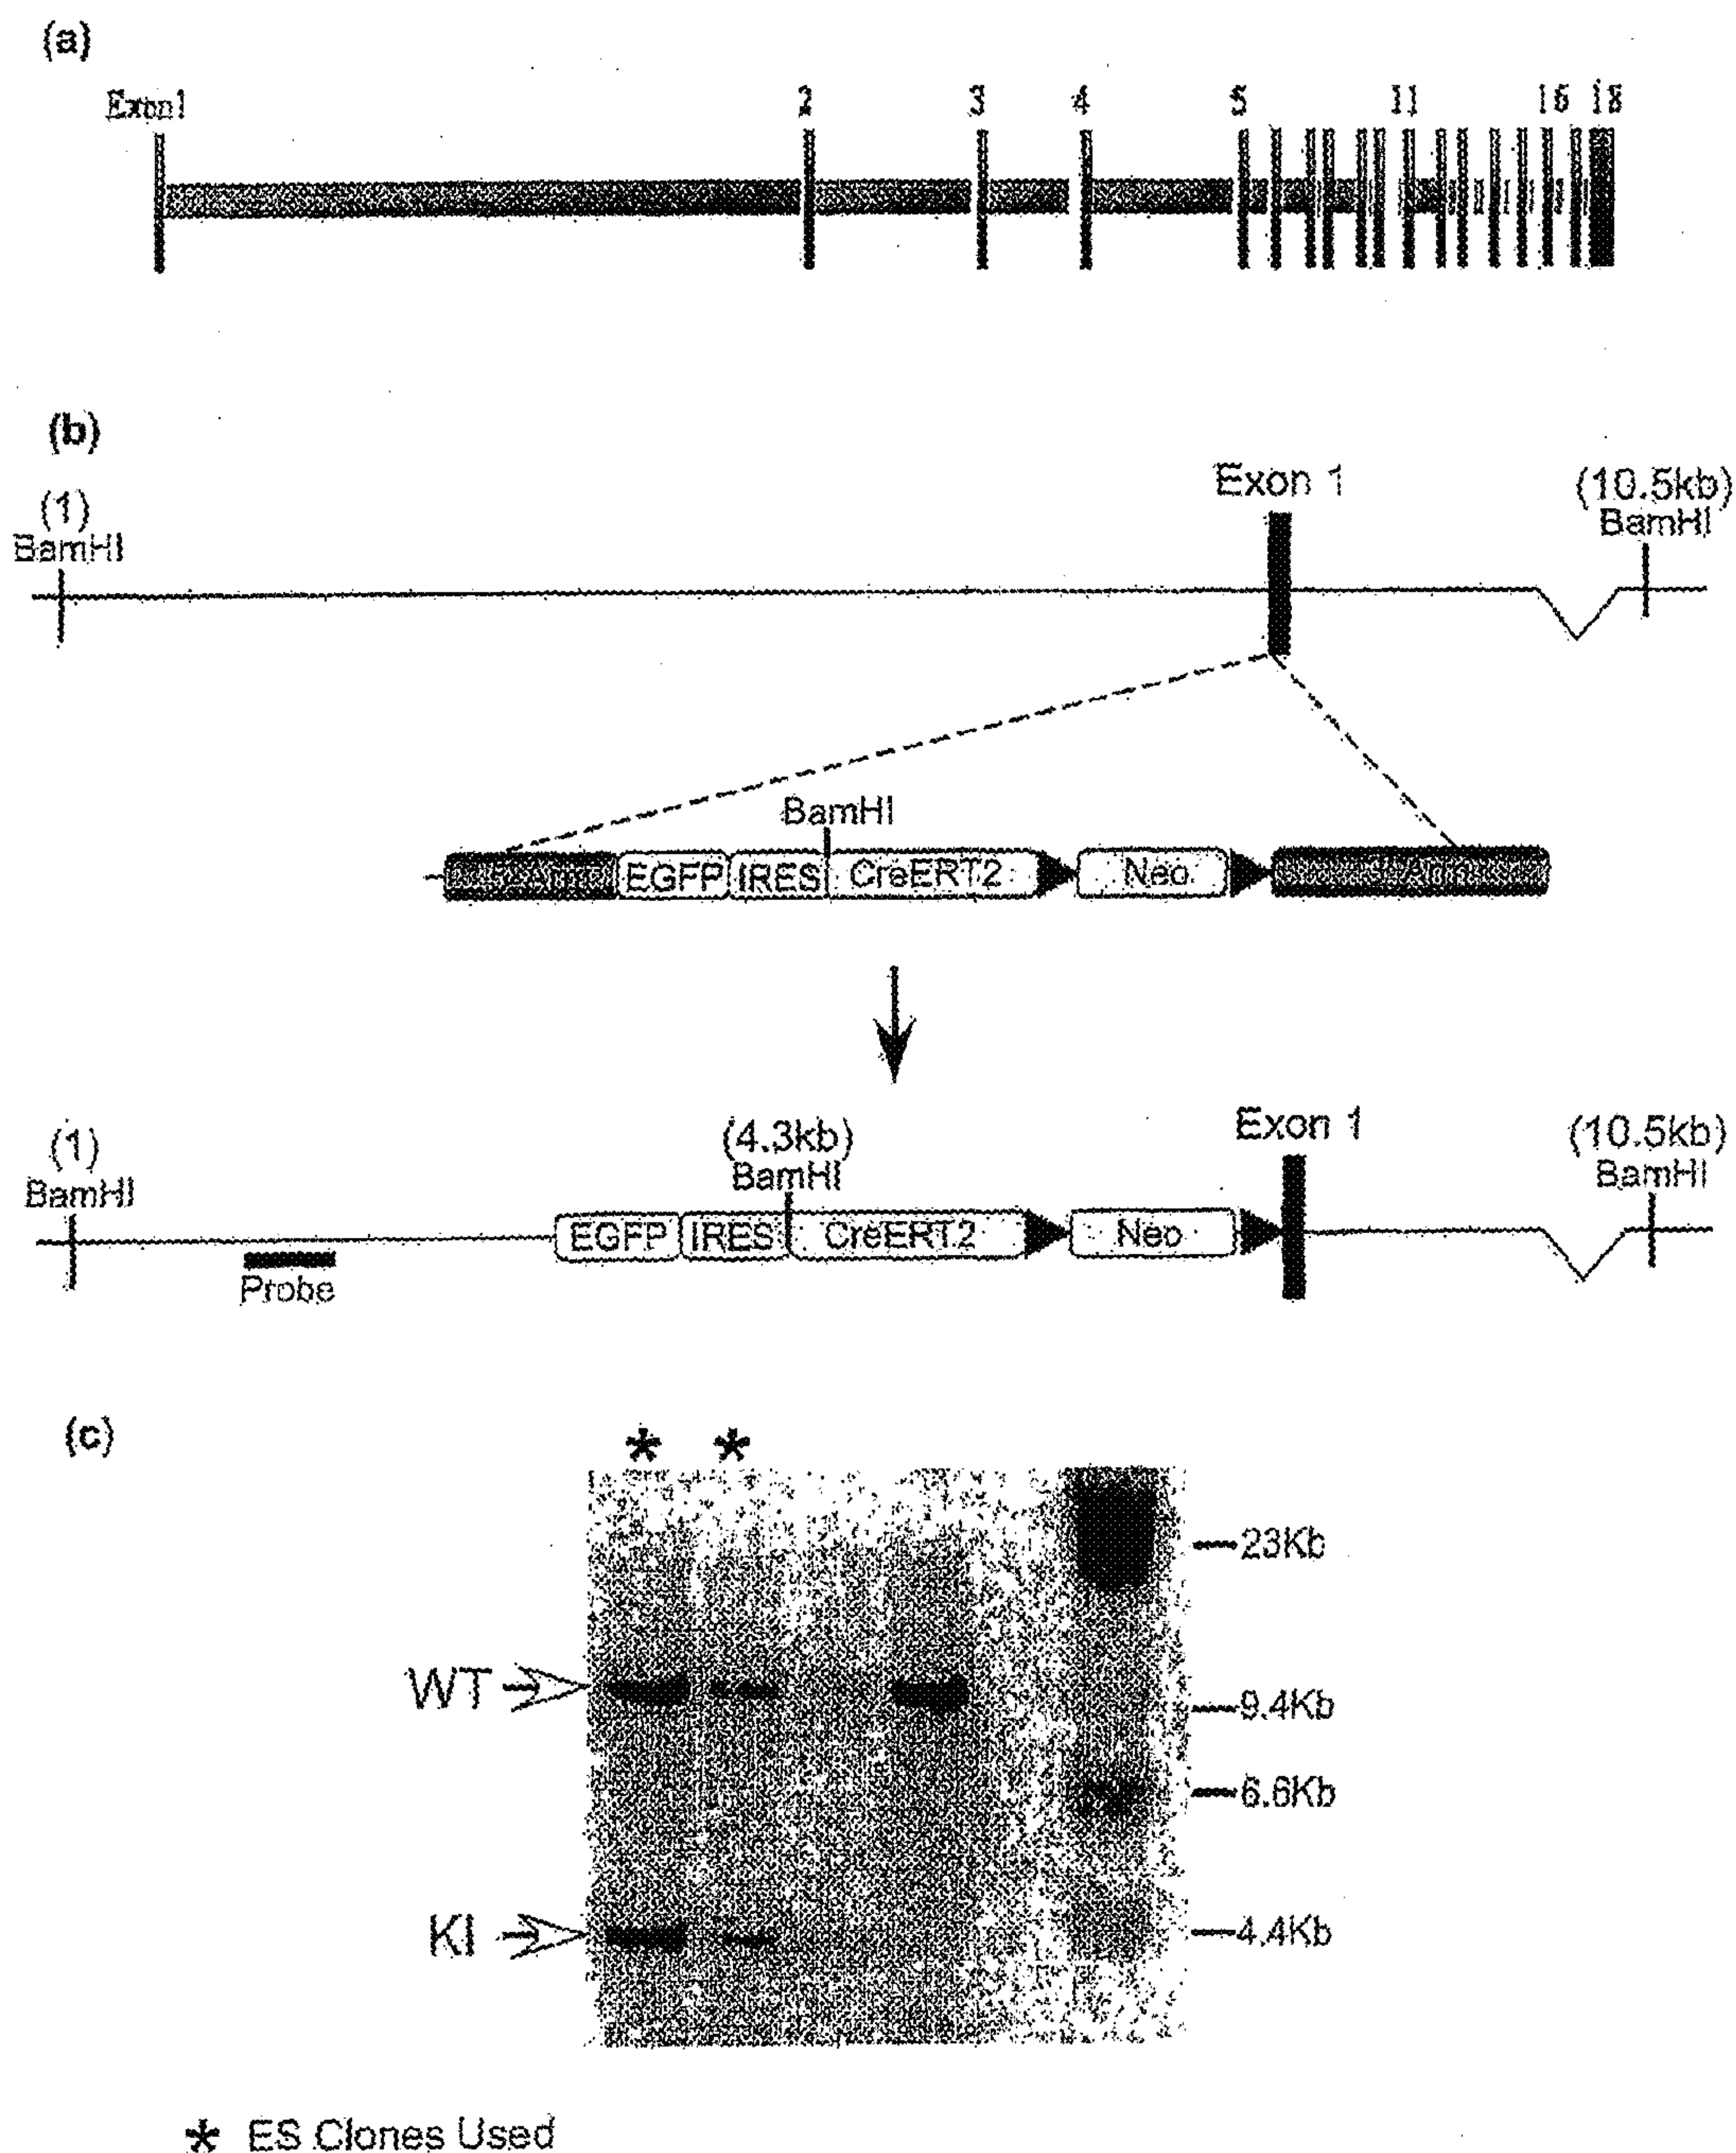 (a)
Exon1 2 3 4 5 11 16 18
(b)
(1)
BamHI
Exon 1
(10.5kb)
BamHI
BamHI
EGFP IRES CreERT2 Neo
(1)
BamHI
(4.3kb)
BamHI
Exon 1
(10.5kb)
BamHI
EGFP IRES CreERT2 Neo
Probe
(c)
* *
23Kb
WT
9.4Kb
6.6Kb
KI
4.4Kb
* ES Clones Used